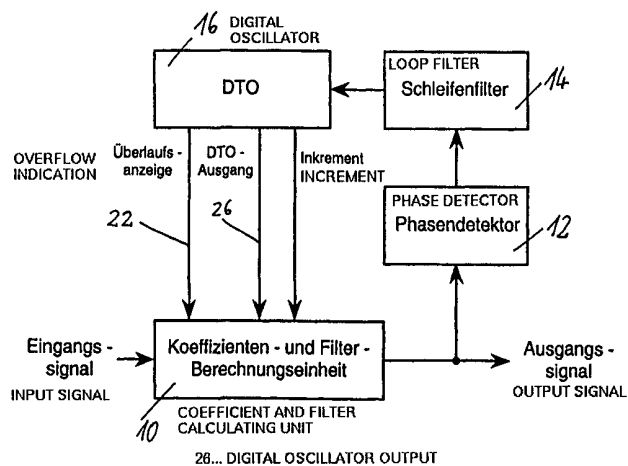 16 DIGITAL
OSCILLATOR
DTO
LOOP FILTER
Schleifenfilter
14
OVERFLOW
INDICATION
Überlaufs-
anzeige
DTO -
Ausgang
Inkrement
INCREMENT
22
26
PHASE DETECTOR
Phasendetektor
12
Eingangs -
signal
INPUT SIGNAL
Koeffizienten - und Filter -
Berechnungseinheit
10
COEFFICIENT AND FILTER
CALCULATING UNIT
Ausgangs -
signal
OUTPUT SIGNAL
26... DIGITAL OSCILLATOR OUTPUT